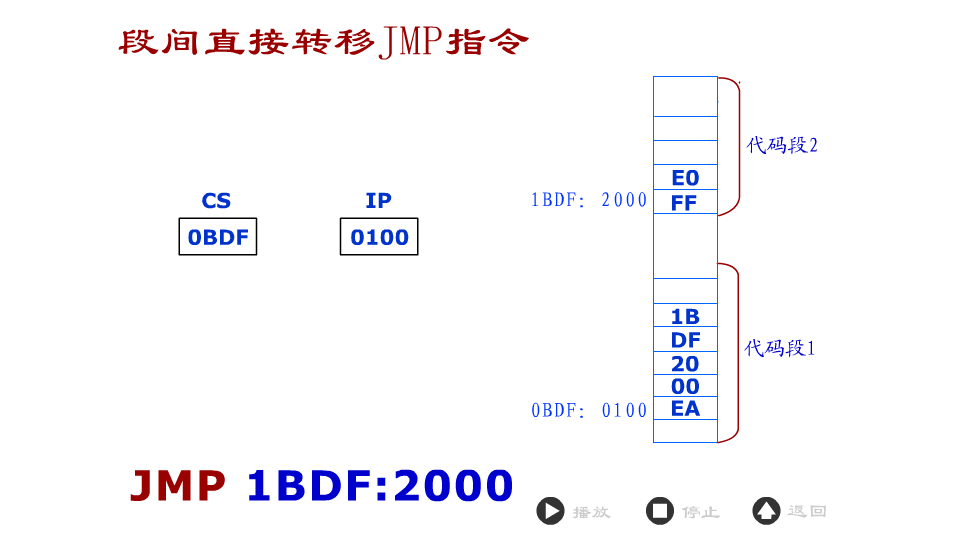 段间直接转移JMP指令
代码段2
E0
1BDF: 2000 FF
CS IP
0BDF 0100
1B
DF
代码段1
20
00
0BDF: 0100 EA
JMP 1BDF:2000
播放 停止 返回